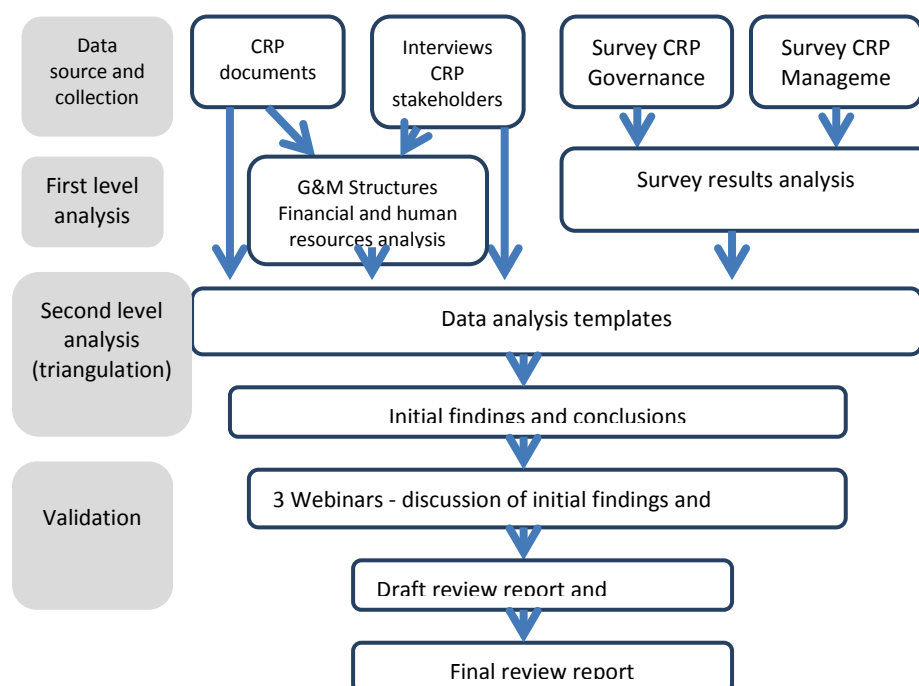 Data
source and
collection
CRP
documents
Interviews
CRP
stakeholders
Survey CRP
Governance
Survey CRP
Manageme
First level
analysis
G&M Structures
Financial and human
resources analysis
Survey results analysis
Second level
analysis
(triangulation)
Data analysis templates
Initial findings and conclusions
Validation
3 Webinars - discussion of initial findings and
Draft review report and
Final review report